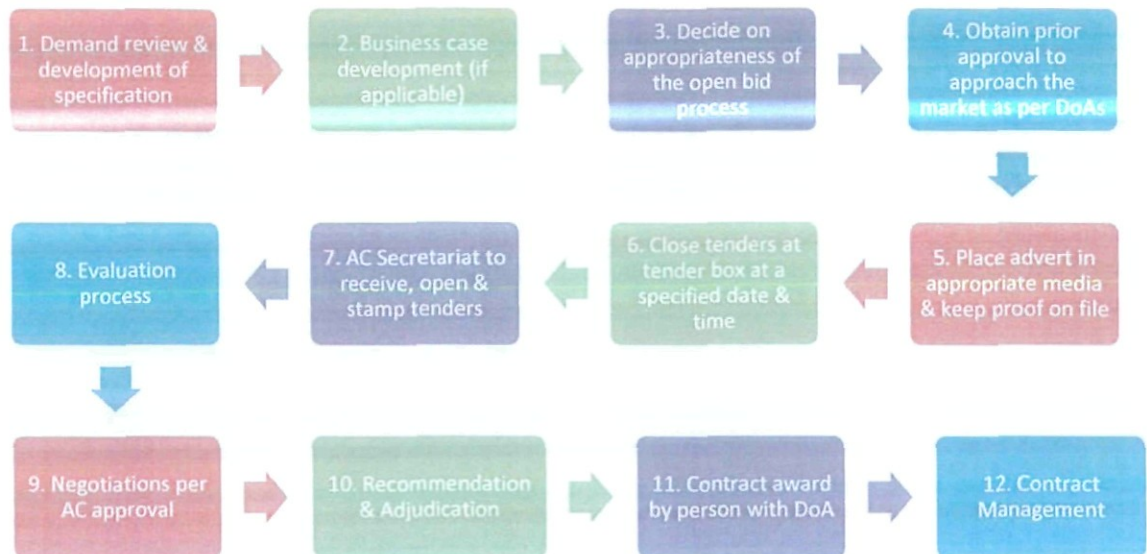 1. Demand review &
development of
specification
2. Business case
development (if
applicable)
3. Decide on
appropriateness of
the open bid
process
4. Obtain prior
approval to
approach the
market as per DoAs
5. Place advert in
appropriate media
& keep proof on file
6. Close tenders at
tender box at a
specified date &
time
7. AC Secretariat to
receive, open &
stamp tenders
8. Evaluation
process
9. Negotiations per
AC approval
10. Recommendation
& Adjudication
11. Contract award
by person with DoA
12. Contract
Management